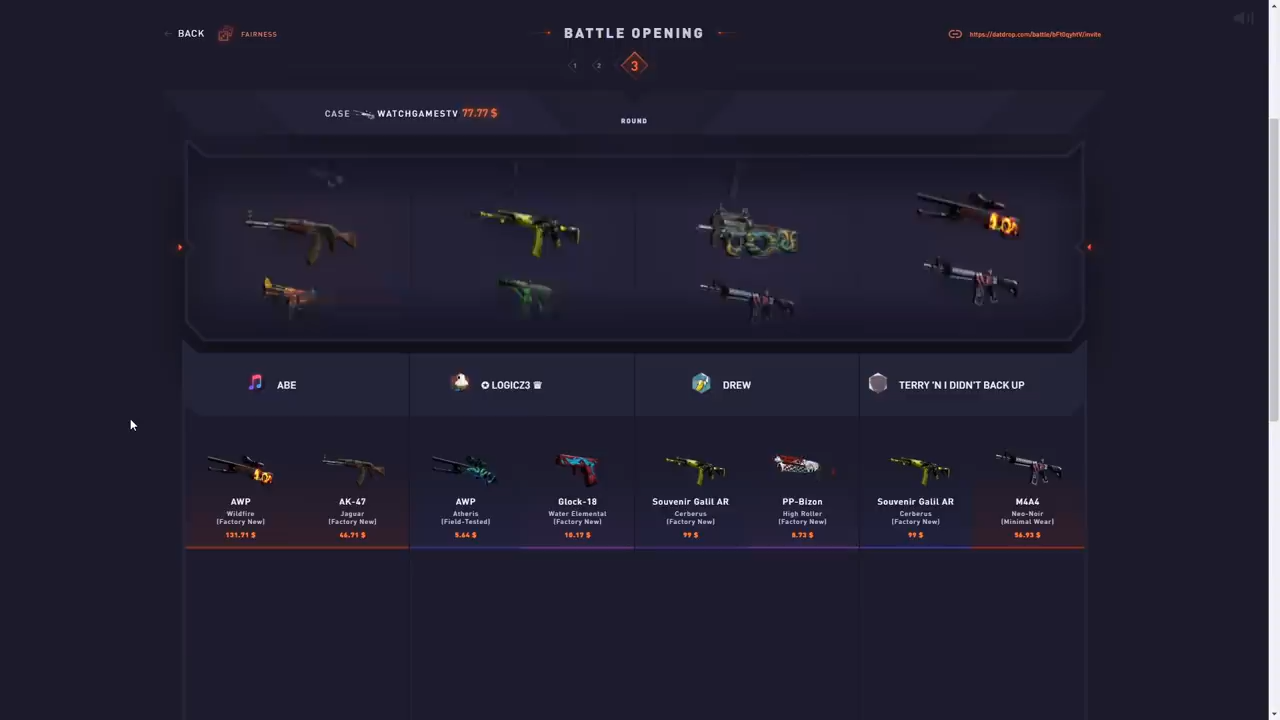 BACK
FAIRNESS
BATTLE OPENING
1 2 3
CASE WATCHGAMESTV 77.77 $
ROUND
ABE
✪ LOGICZ3 ♛
DREW
TERRY 'N I DIDN'T BACK UP
AWP
Wildfire
(Factory New)
131.71 $
AK-47
Jaguar
(Factory New)
46.71 $
AWP
Atheris
(Field-Tested)
5.64 $
Glock-18
Water Elemental
(Factory New)
10.17 $
Souvenir Galil AR
Cerberus
(Factory New)
99 $
PP-Bizon
High Roller
(Factory New)
8.73 $
Souvenir Galil AR
Cerberus
(Factory New)
99 $
M4A4
Neo-Noir
(Minimal Wear)
56.93 $